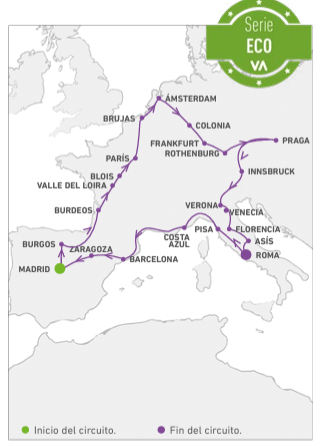 Serie
ECO
VA
ÁMSTERDAM
BRUJAS
COLONIA
FRANKFURT
PRAGA
ROTHENBURG
PARÍS
INNSBRUCK
BLOIS
VALLE DEL LOIRA
VERONA
VENECIA
BURDEOS
FLORENCIA
PISA
COSTA
AZUL
ASÍS
BURGOS
ZARAGOZA
ROMA
BARCELONA
MADRID
Inicio del circuito.
Fin del circuito.